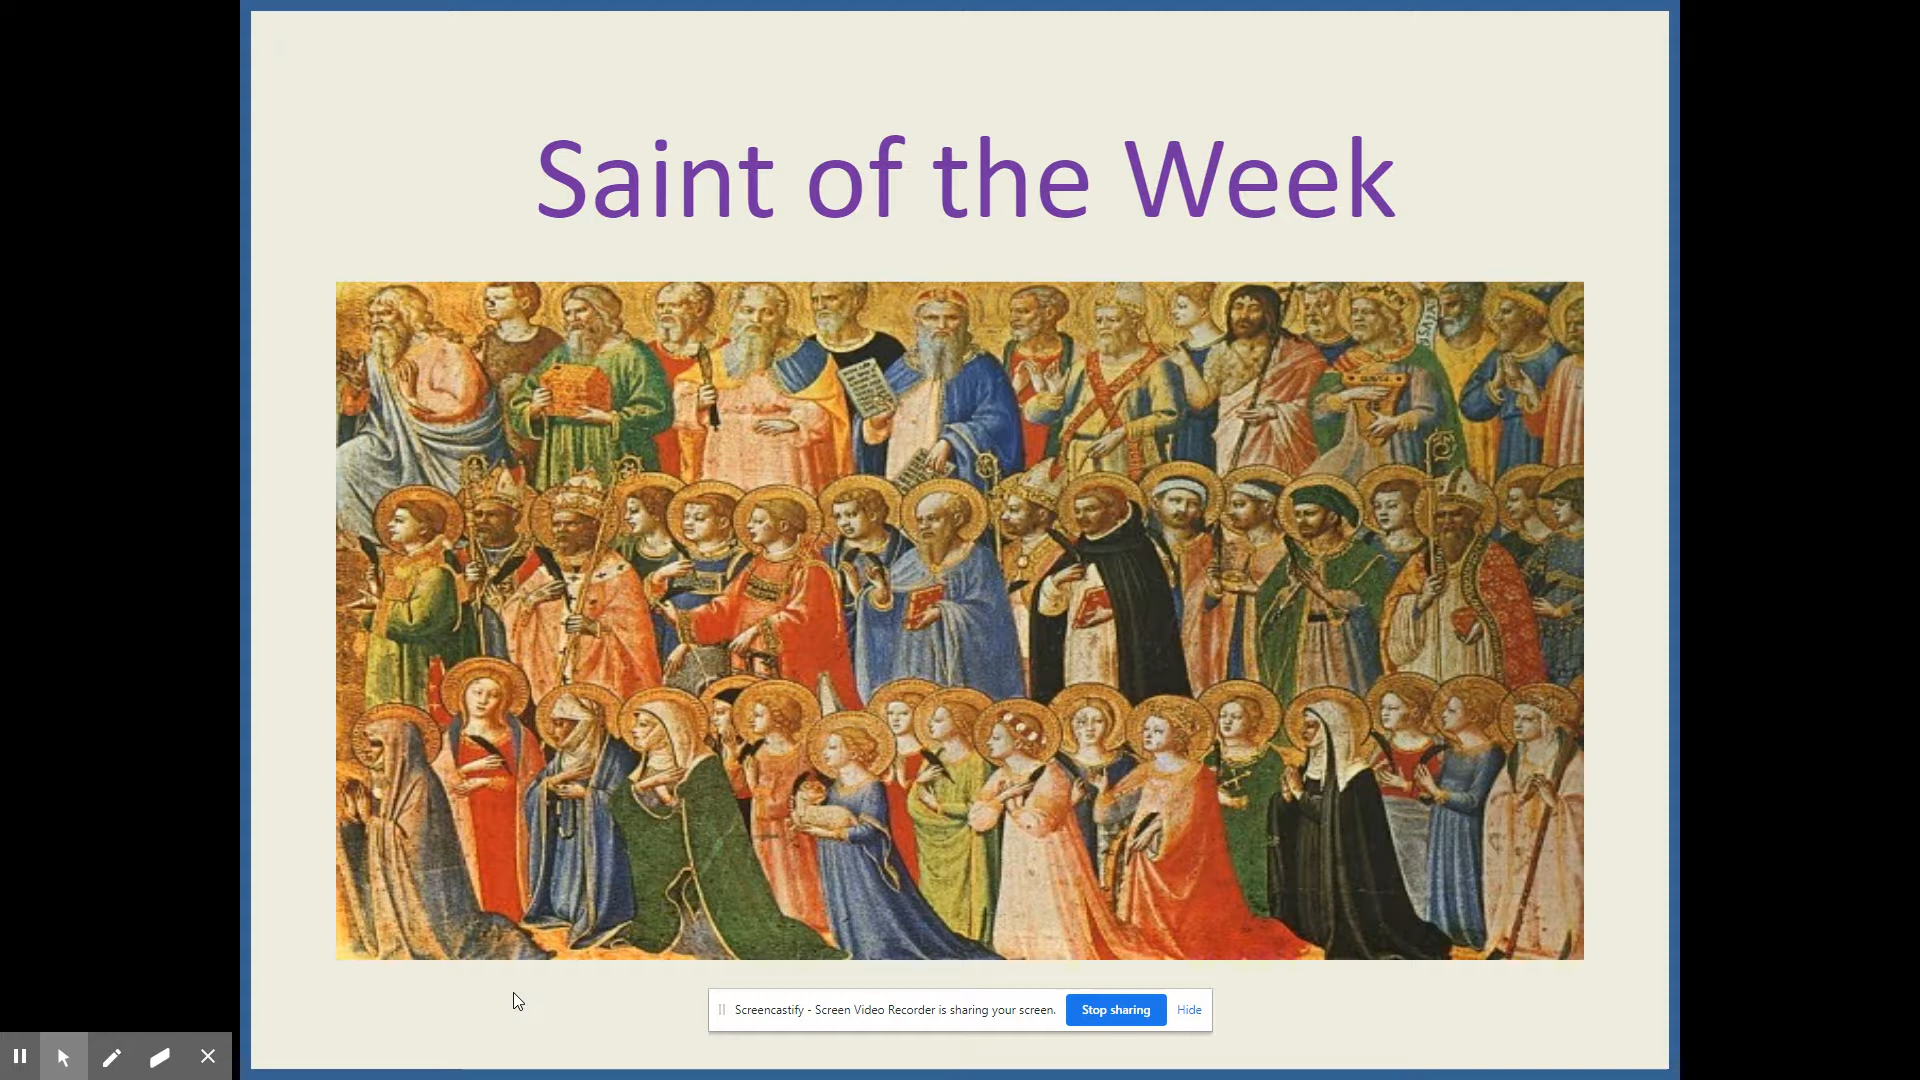 Saint of the Week
Screencastify - Screen Video Recorder is sharing your screen.
Stop sharing
Hide